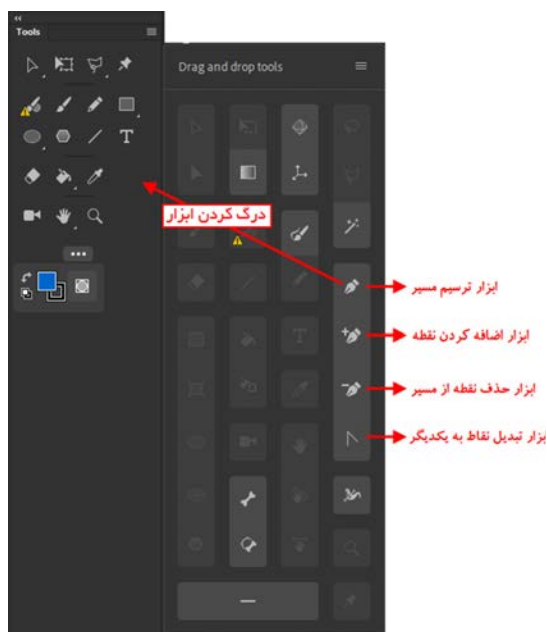 Tools
Drag and drop tools
درگ کردن ابزار
ابزار ترسیم مسیر
ابزار اضافه کردن نقطه
ابزار حذف نقطه از مسیر
بزار تبدیل نقاط به یکدیگر